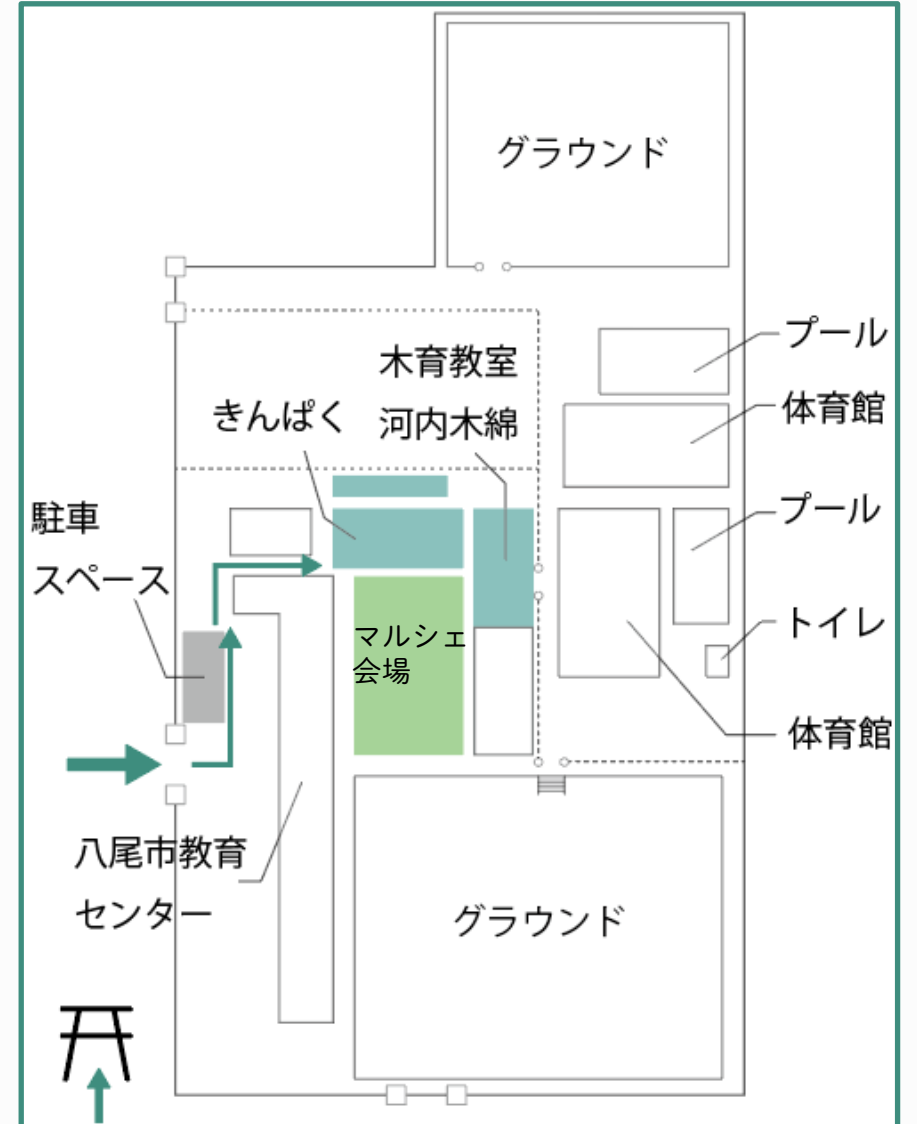 グラウンド
プール
木育教室
河内木綿
きんぱく
体育館
プール
駐車
スペース
トイレ
マルシェ
会場
体育館
八尾市教育
センター
グラウンド